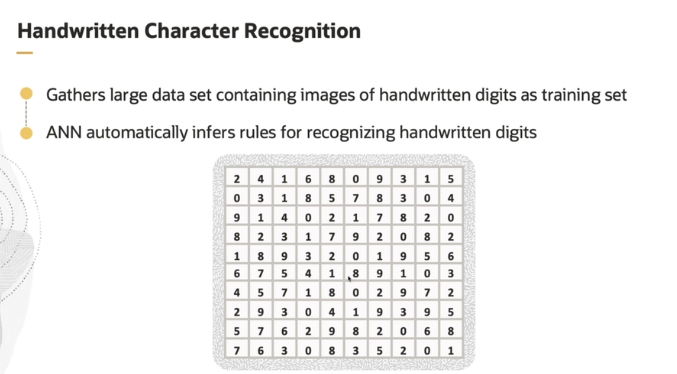 Handwritten Character Recognition
Gathers large data set containing images of handwritten digits as training set
ANN automatically infers rules for recognizing handwritten digits
2 4 1 6 8 0 9 3 1 5
0 3 1 8 5 7 8 3 0 4
9 1 4 0 2 1 7 8 2 0
8 2 3 1 7 9 2 0 8 2
1 8 9 3 2 0 1 9 5 6
6 7 5 4 1 8 9 1 0 3
4 5 7 1 8 0 2 9 7 2
2 9 3 0 4 1 9 3 9 5
5 7 6 2 9 8 2 0 6 8
7 6 3 0 8 3 5 2 0 1